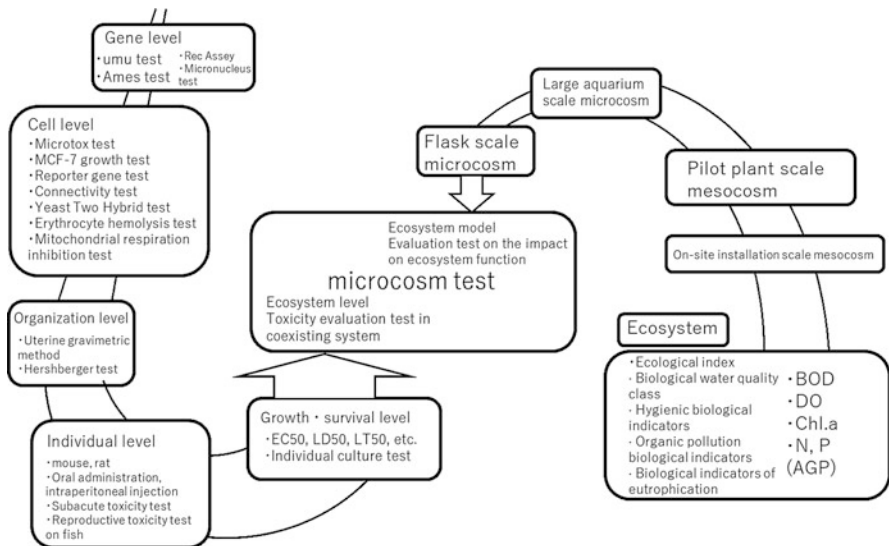 Gene level
・umu test
・Ames test
・Rec Assey
・Micronucleus
test
Cell level
・Microtox test
・MCF-7 growth test
・Reporter gene test
・Connectivity test
・Yeast Two Hybrid test
・Erythrocyte hemolysis test
・Mitochondrial respiration
inhibition test
Organization level
・Uterine gravimetric
method
・Hershberger test
Individual level
・mouse, rat
・Oral administration,
intraperitoneal injection
・Subacute toxicity test
・Reproductive toxicity test
on fish
Growth・survival level
・EC50, LD50, LT50, etc.
・Individual culture test
Ecosystem model
Evaluation test on the impact
on ecosystem function
microcosm test
Ecosystem level
Toxicity evaluation test in
coexisting system
Flask scale
microcosm
Large aquarium
scale microcosm
Pilot plant scale
mesocosm
On-site installation scale mesocosm
Ecosystem
・Ecological index
・Biological water quality
class
・Hygienic biological
indicators
・Organic pollution
biological indicators
・Biological indicators of
eutrophication
・BOD
・DO
・Chl.a
・N, P
(AGP)